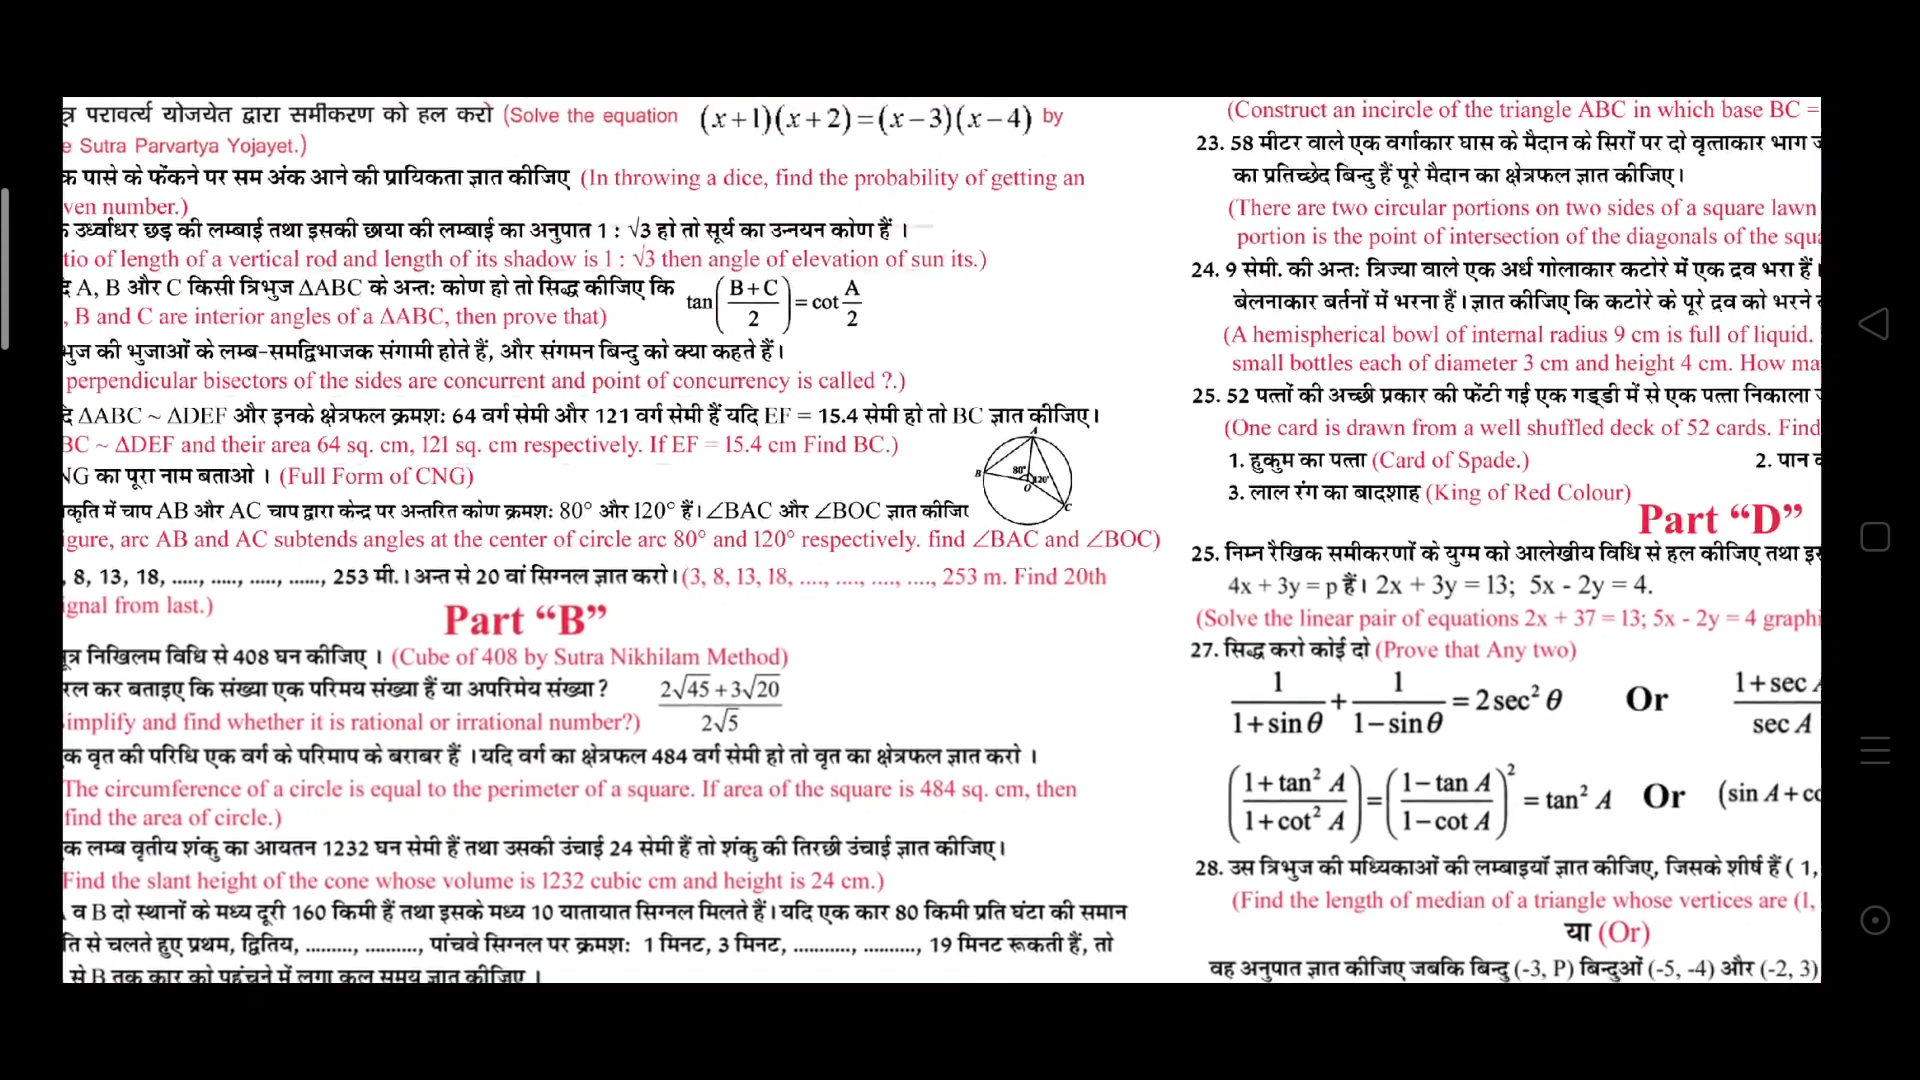 परावर्त्य योजयेत द्वारा समीकरण को हल करो (Solve the equation (x+1)(x+2)=(x-3)(x-4) by
e Sutra Parvartya Yojayet.)
क पासे के फेंकने पर सम अंक आने की प्रायिकता ज्ञात कीजिए (In throwing a dice, find the probability of getting an
ven number.)
उर्ध्वाधर छड़ की लम्बाई तथा इसकी छाया की लम्बाई का अनुपात 1 : √3 हो तो सूर्य का उन्नयन कोण हैं ।
tio of length of a vertical rod and length of its shadow is 1 : √3 then angle of elevation of sun its.)
दे A, B और C किसी त्रिभुज ΔABC के अन्तः कोण हो तो सिद्ध कीजिए कि tan((B+C)/2) = cot A/2
, B and C are interior angles of a ΔABC, then prove that)
भुज की भुजाओं के लम्ब-समद्विभाजक संगामी होते हैं, और संगमन बिन्दु को क्या कहते हैं।
perpendicular bisectors of the sides are concurrent and point of concurrency is called ?.)
दे ΔABC ~ ΔDEF और इनके क्षेत्रफल क्रमशः 64 वर्ग सेमी और 121 वर्ग सेमी हैं यदि EF = 15.4 सेमी हो तो BC ज्ञात कीजिए।
BC ~ ΔDEF and their area 64 sq. cm, 121 sq. cm respectively. If EF = 15.4 cm Find BC.)
NG का पूरा नाम बताओ । (Full Form of CNG)
A
B
80°
120°
O
C
कृति में चाप AB और AC चाप द्वारा केन्द्र पर अन्तरित कोण क्रमशः 80° और 120° हैं। ∠BAC और ∠BOC ज्ञात कीजिए
igure, arc AB and AC subtends angles at the center of circle arc 80° and 120° respectively. find ∠BAC and ∠BOC)
, 8, 13, 18, ....., ....., ....., ......, 253 मी.। अन्त से 20 वां सिग्नल ज्ञात करो। (3, 8, 13, 18, ...., ...., ...., ...., 253 m. Find 20th
ignal from last.)
Part “B”
त्र निखिलम विधि से 408 घन कीजिए । (Cube of 408 by Sutra Nikhilam Method)
रल कर बताइए कि संख्या एक परिमय संख्या हैं या अपरिमेय संख्या? (2√45+3√20)/(2√5)
implify and find whether it is rational or irrational number?)
क वृत की परिधि एक वर्ग के परिमाप के बराबर हैं । यदि वर्ग का क्षेत्रफल 484 वर्ग सेमी हो तो वृत का क्षेत्रफल ज्ञात करो ।
The circumference of a circle is equal to the perimeter of a square. If area of the square is 484 sq. cm, then
find the area of circle.)
क लम्ब वृतीय शंकु का आयतन 1232 घन सेमी हैं तथा उसकी उंचाई 24 सेमी हैं तो शंकु की तिरछी उंचाई ज्ञात कीजिए।
Find the slant height of the cone whose volume is 1232 cubic cm and height is 24 cm.)
व B दो स्थानों के मध्य दूरी 160 किमी हैं तथा इसके मध्य 10 यातायात सिग्नल मिलते हैं। यदि एक कार 80 किमी प्रति घंटा की समान
ति से चलते हुए प्रथम, द्वितिय, ........., .........., पांचवे सिग्नल पर क्रमशः 1 मिनट, 3 मिनट, ..........., .........., 19 मिनट रूकती हैं, तो
से B तक कार को पहुंचने में लगा कुल समय ज्ञात कीजिए ।
(Construct an incircle of the triangle ABC in which base BC =
23. 58 मीटर वाले एक वर्गाकार घास के मैदान के सिरों पर दो वृत्ताकार भाग
का प्रतिच्छेद बिन्दु हैं पूरे मैदान का क्षेत्रफल ज्ञात कीजिए।
(There are two circular portions on two sides of a square lawn
portion is the point of intersection of the diagonals of the squa
24. 9 सेमी. की अन्तः त्रिज्या वाले एक अर्ध गोलाकार कटोरे में एक द्रव भरा हैं।
बेलनाकार बर्तनों में भरना हैं। ज्ञात कीजिए कि कटोरे के पूरे द्रव को भरने
(A hemispherical bowl of internal radius 9 cm is full of liquid.
small bottles each of diameter 3 cm and height 4 cm. How ma
25. 52 पत्तों की अच्छी प्रकार की फेंटी गई एक गड्डी में से एक पत्ता निकाला
(One card is drawn from a well shuffled deck of 52 cards. Find
1. हुकुम का पत्ता (Card of Spade.) 2. पान
3. लाल रंग का बादशाह (King of Red Colour)
Part “D”
25. निम्न रैखिक समीकरणों के युग्म को आलेखीय विधि से हल कीजिए तथा
4x + 3y = p हैं। 2x + 3y = 13; 5x - 2y = 4.
(Solve the linear pair of equations 2x + 37 = 13; 5x - 2y = 4 graphi
27. सिद्ध करो कोई दो (Prove that Any two)
1/(1+sin θ) + 1/(1-sin θ) = 2 sec² θ Or (1+sec A)/(sec A)
((1+tan² A)/(1+cot² A)) = ((1-tan A)/(1-cot A))² = tan² A Or (sin A+co
28. उस त्रिभुज की मध्यिकाओं की लम्बाइयाँ ज्ञात कीजिए, जिसके शीर्ष हैं ( 1,
(Find the length of median of a triangle whose vertices are (1,
या (Or)
वह अनुपात ज्ञात कीजिए जबकि बिन्दु (-3, P) बिन्दुओं (-5, -4) और (-2, 3)